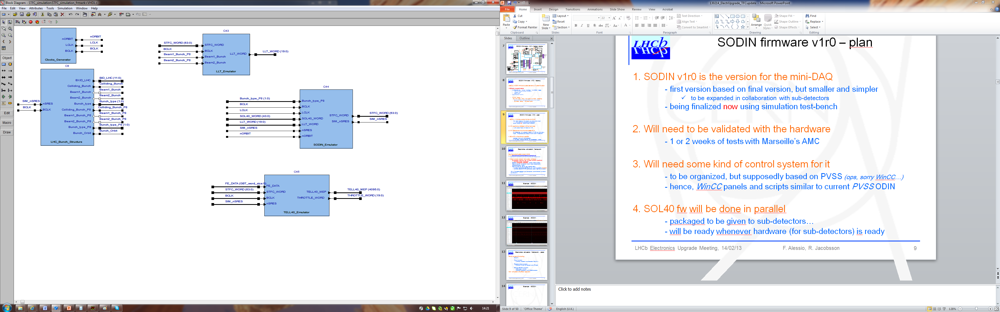 Block Diagram - STFC_simulation:STFC_simulation_frmwrk<VHDL>
File Edit View Attributes Tools Simulation Window Help
Object
Edit
Macro
Draw
nORBIT
LCLK
BCLK
Clocks_Generator
nORBIT
LCLK
BCLK
C9
SIM_nSRES
BCLK
nSRES
BCLK
BXID_LHC
Colliding_Bunch
Beam1_Bunch
Beam2_Bunch
Bunch_type
Colliding_Bunch_P8
Beam1_Bunch_P8
Beam2_Bunch_P8
Bunch_type_P8
Bunch_Orbit
LHC_Bunch_Structure
BID_LHC (11:0)
Colliding_Bunch
Beam1_Bunch
Beam2_Bunch
Bunch_type (1:0)
Colliding_Bunch_P8
Beam1_Bunch_P8
Beam2_Bunch_P8
Bunch_type_P8 (1:0)
Bunch_Orbit
C43
STFC_WORD (63:0)
BCLK
Beam1_Bunch_P8
Beam2_Bunch_P8
STFC_WORD
BCLK
Beam1_Bunch
Beam2_Bunch
LLT_WORD
LLT_Emulator
LLT_WORD (19:0)
C44
Bunch_type_P8 (1:0)
BCLK
LCLK
SOL40_WORD (43:0)
LLT_WORD (19:0)
SIM_nSRES
nORBIT
Bunch_type_P8
BCLK
LCLK
SOL40_WORD
LLT_WORD
nSRES
nORBIT
STFC_WORD
SIM_nSRES
SODIN_Emulator
STFC_WORD (63:0)
SIM_nSRES
C45
FE_DATA (GBT_word_size:0)
STFC_WORD (63:0)
BCLK
SIM_nSRES
FE_DATA
STFC_WORD
BCLK
nSRES
TELL40_MEP
THROTTLE_WORD
TELL40_Emulator
TELL40_MEP (4095:0)
THROTTLE_WORD (19:0)
14:21
130214_ElectrUpgrade_TFCupdate - Microsoft PowerPoint
File Home Insert Design Transitions Animations Slide Show Review View Acrobat
Paste
Cut
Copy
Format Painter
Clipboard
New Slide
Layout
Reset
Section
Slides
22
Font
Text Direction
Align Text
Convert to SmartArt
Paragraph
Arrange
Quick Styles
Shape Fill
Shape Outline
Shape Effects
Drawing
Find
Replace
Select
Editing
Slides Outline
7
8
9
10
11
12
13
14
LHCb
SODIN firmware v1r0 – plan
1. SODIN v1r0 is the version for the mini-DAQ
- first version based on final version, but smaller and simpler
✓ to be expanded in collaboration with sub-detectors
- being finalized now using simulation test-bench
2. Will need to be validated with the hardware
- 1 or 2 weeks of tests with Marseille’s AMC
3. Will need some kind of control system for it
- to be organized, but supposedly based on PVSS (ops, sorry WinCC…)
- hence, WinCC panels and scripts similar to current PVSS ODIN
4. SOL40 fw will be done in parallel
- packaged to be given to sub-detectors…
- will be ready whenever hardware (for sub-detectors) is ready
LHCb Electronics Upgrade Meeting, 14/02/13 F. Alessio, R. Jacobsson 9
Click to add notes
Slide 9 of 50 "Office Theme" English (U.K.) 128%